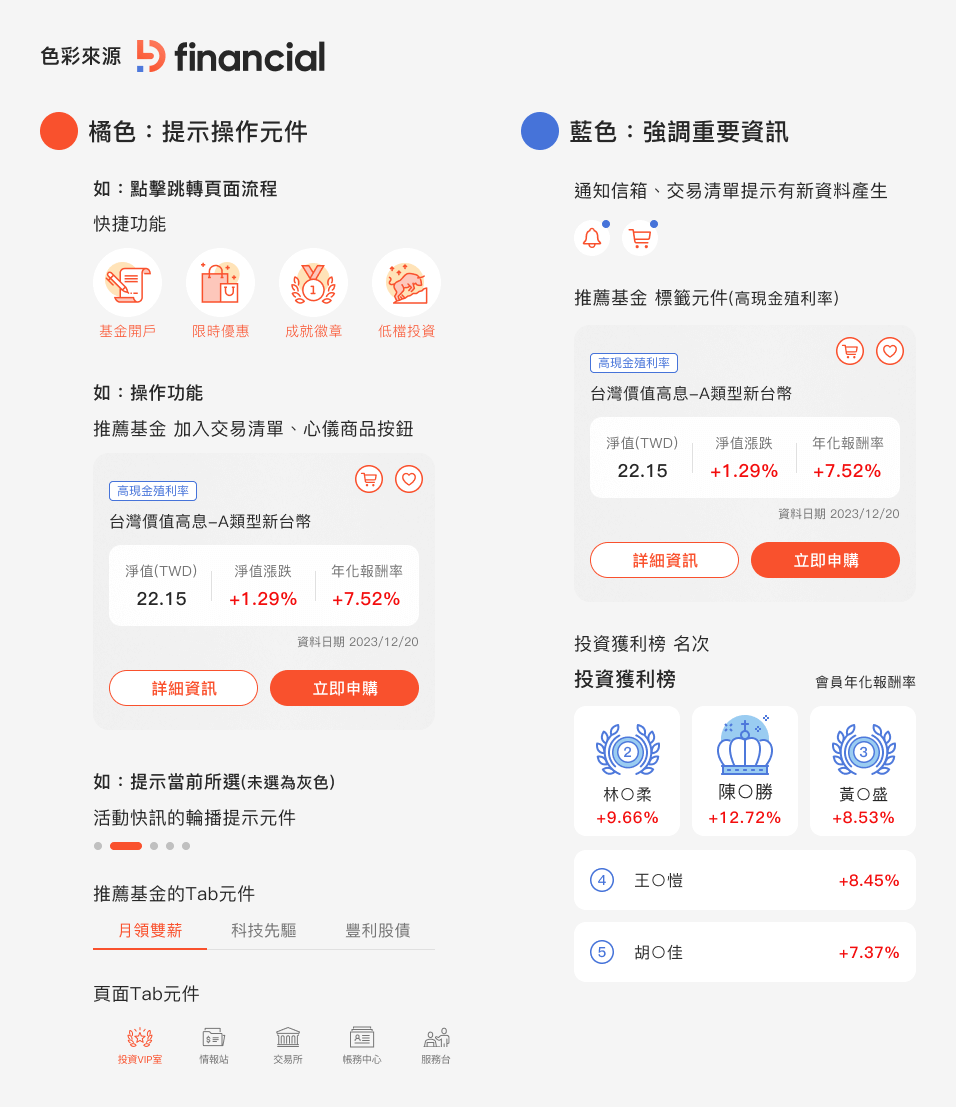 色彩來源 financial
橘色：提示操作元件
如：點擊跳轉頁面流程
快捷功能
1
基金開戶 限時優惠 成就徽章 低檔投資
如：操作功能
推薦基金 加入交易清單、心儀商品按鈕
高現金殖利率
台灣價值高息–A類型新台幣
淨值(TWD) 淨值漲跌 年化報酬率
22.15 +1.29% +7.52%
資料日期 2023/12/20
詳細資訊 立即申購
如：提示當前所選(未選為灰色)
活動快訊的輪播提示元件
推薦基金的Tab元件
月領雙薪 科技先驅 豐利股債
頁面Tab元件
投資VIP室 情報站 交易所 帳務中心 服務台
藍色：強調重要資訊
通知信箱、交易清單提示有新資料產生
推薦基金 標籤元件(高現金殖利率)
高現金殖利率
台灣價值高息–A類型新台幣
淨值(TWD) 淨值漲跌 年化報酬率
22.15 +1.29% +7.52%
資料日期 2023/12/20
詳細資訊 立即申購
投資獲利榜 名次
投資獲利榜 會員年化報酬率
2 3
林〇柔 陳〇勝 黃〇盛
+9.66% +12.72% +8.53%
4 王〇愷 +8.45%
5 胡〇佳 +7.37%